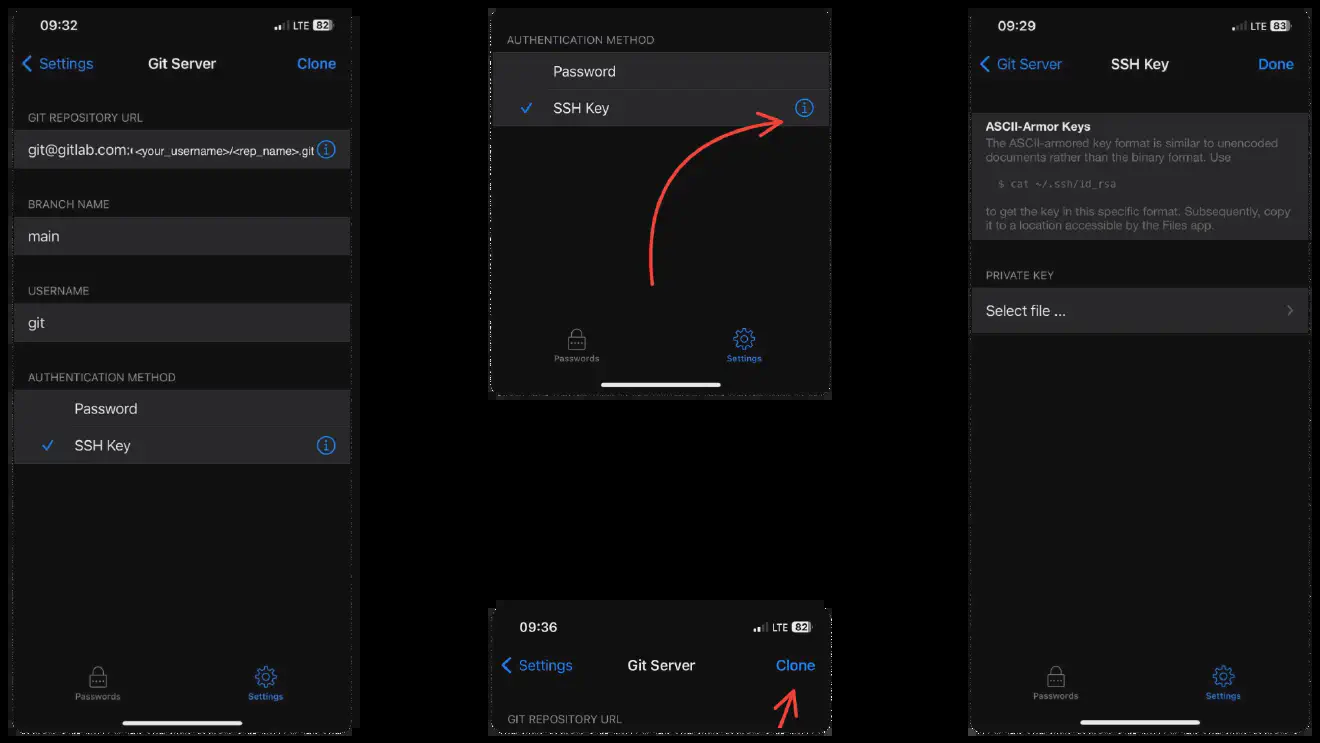 09:32
LTE 82
Settings
Git Server
Clone
GIT REPOSITORY URL
git@gitlab.com: <your_username>/<rep_name>.git
BRANCH NAME
main
USERNAME
git
AUTHENTICATION METHOD
Password
SSH Key
Passwords
Settings
AUTHENTICATION METHOD
Password
SSH Key
Passwords
Settings
09:36
LTE 82
Settings
Git Server
Clone
GIT REPOSITORY URL
09:29
LTE 83
Git Server
SSH Key
Done
ASCII-Armor Keys
The ASCII-armored key format is similar to unencoded
documents rather than the binary format. Use
$ cat ~/.ssh/id_rsa
to get the key in this specific format. Subsequently, copy
it to a location accessible by the Files app.
PRIVATE KEY
Select file ...
Passwords
Settings